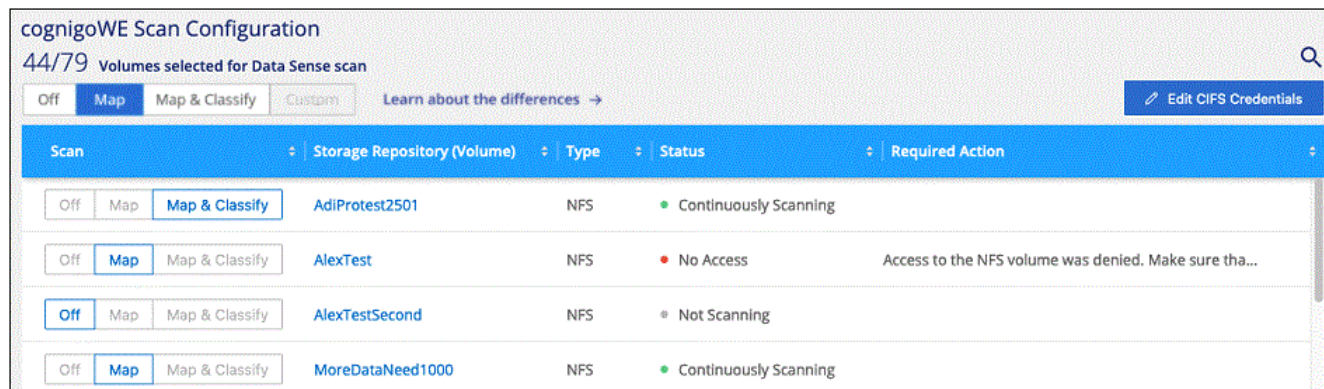 cognigoWE Scan Configuration
44/79 Volumes selected for Data Sense scan
Off Map Map & Classify Custom Learn about the differences → Edit CIFS Credentials
Scan Storage Repository (Volume) Type Status Required Action
Off Map Map & Classify AdiProtest2501 NFS Continuously Scanning
Off Map Map & Classify AlexTest NFS No Access Access to the NFS volume was denied. Make sure tha...
Off Map Map & Classify AlexTestSecond NFS Not Scanning
Off Map Map & Classify MoreDataNeed1000 NFS Continuously Scanning